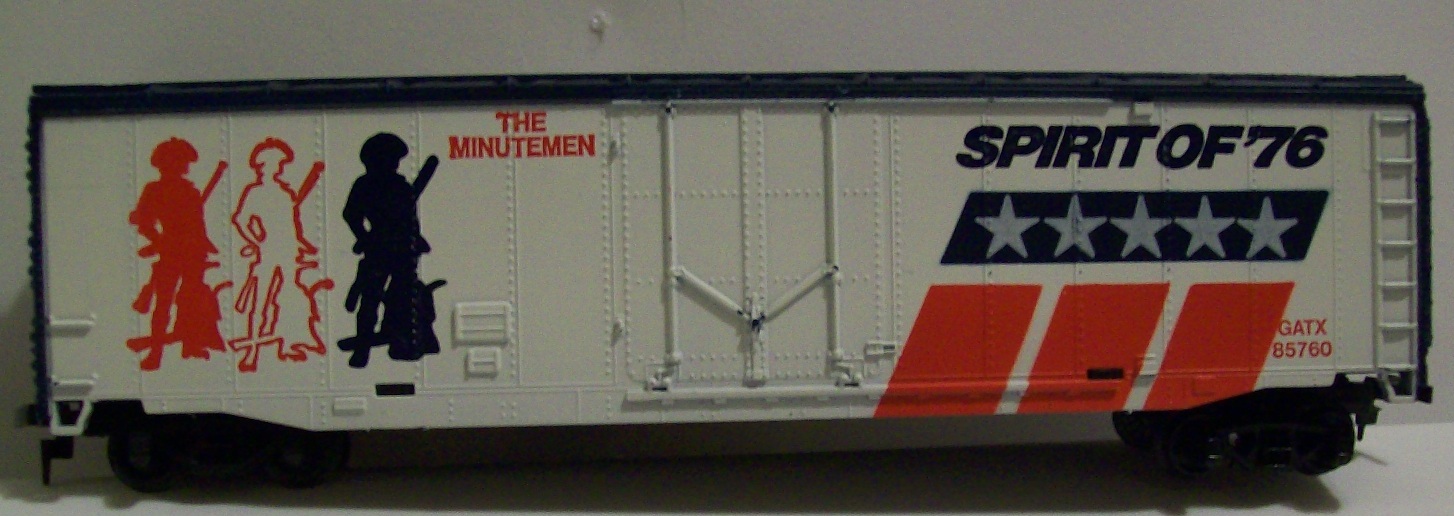 THE
MINUTEMEN
SPIRIT OF '76
GATX
85760